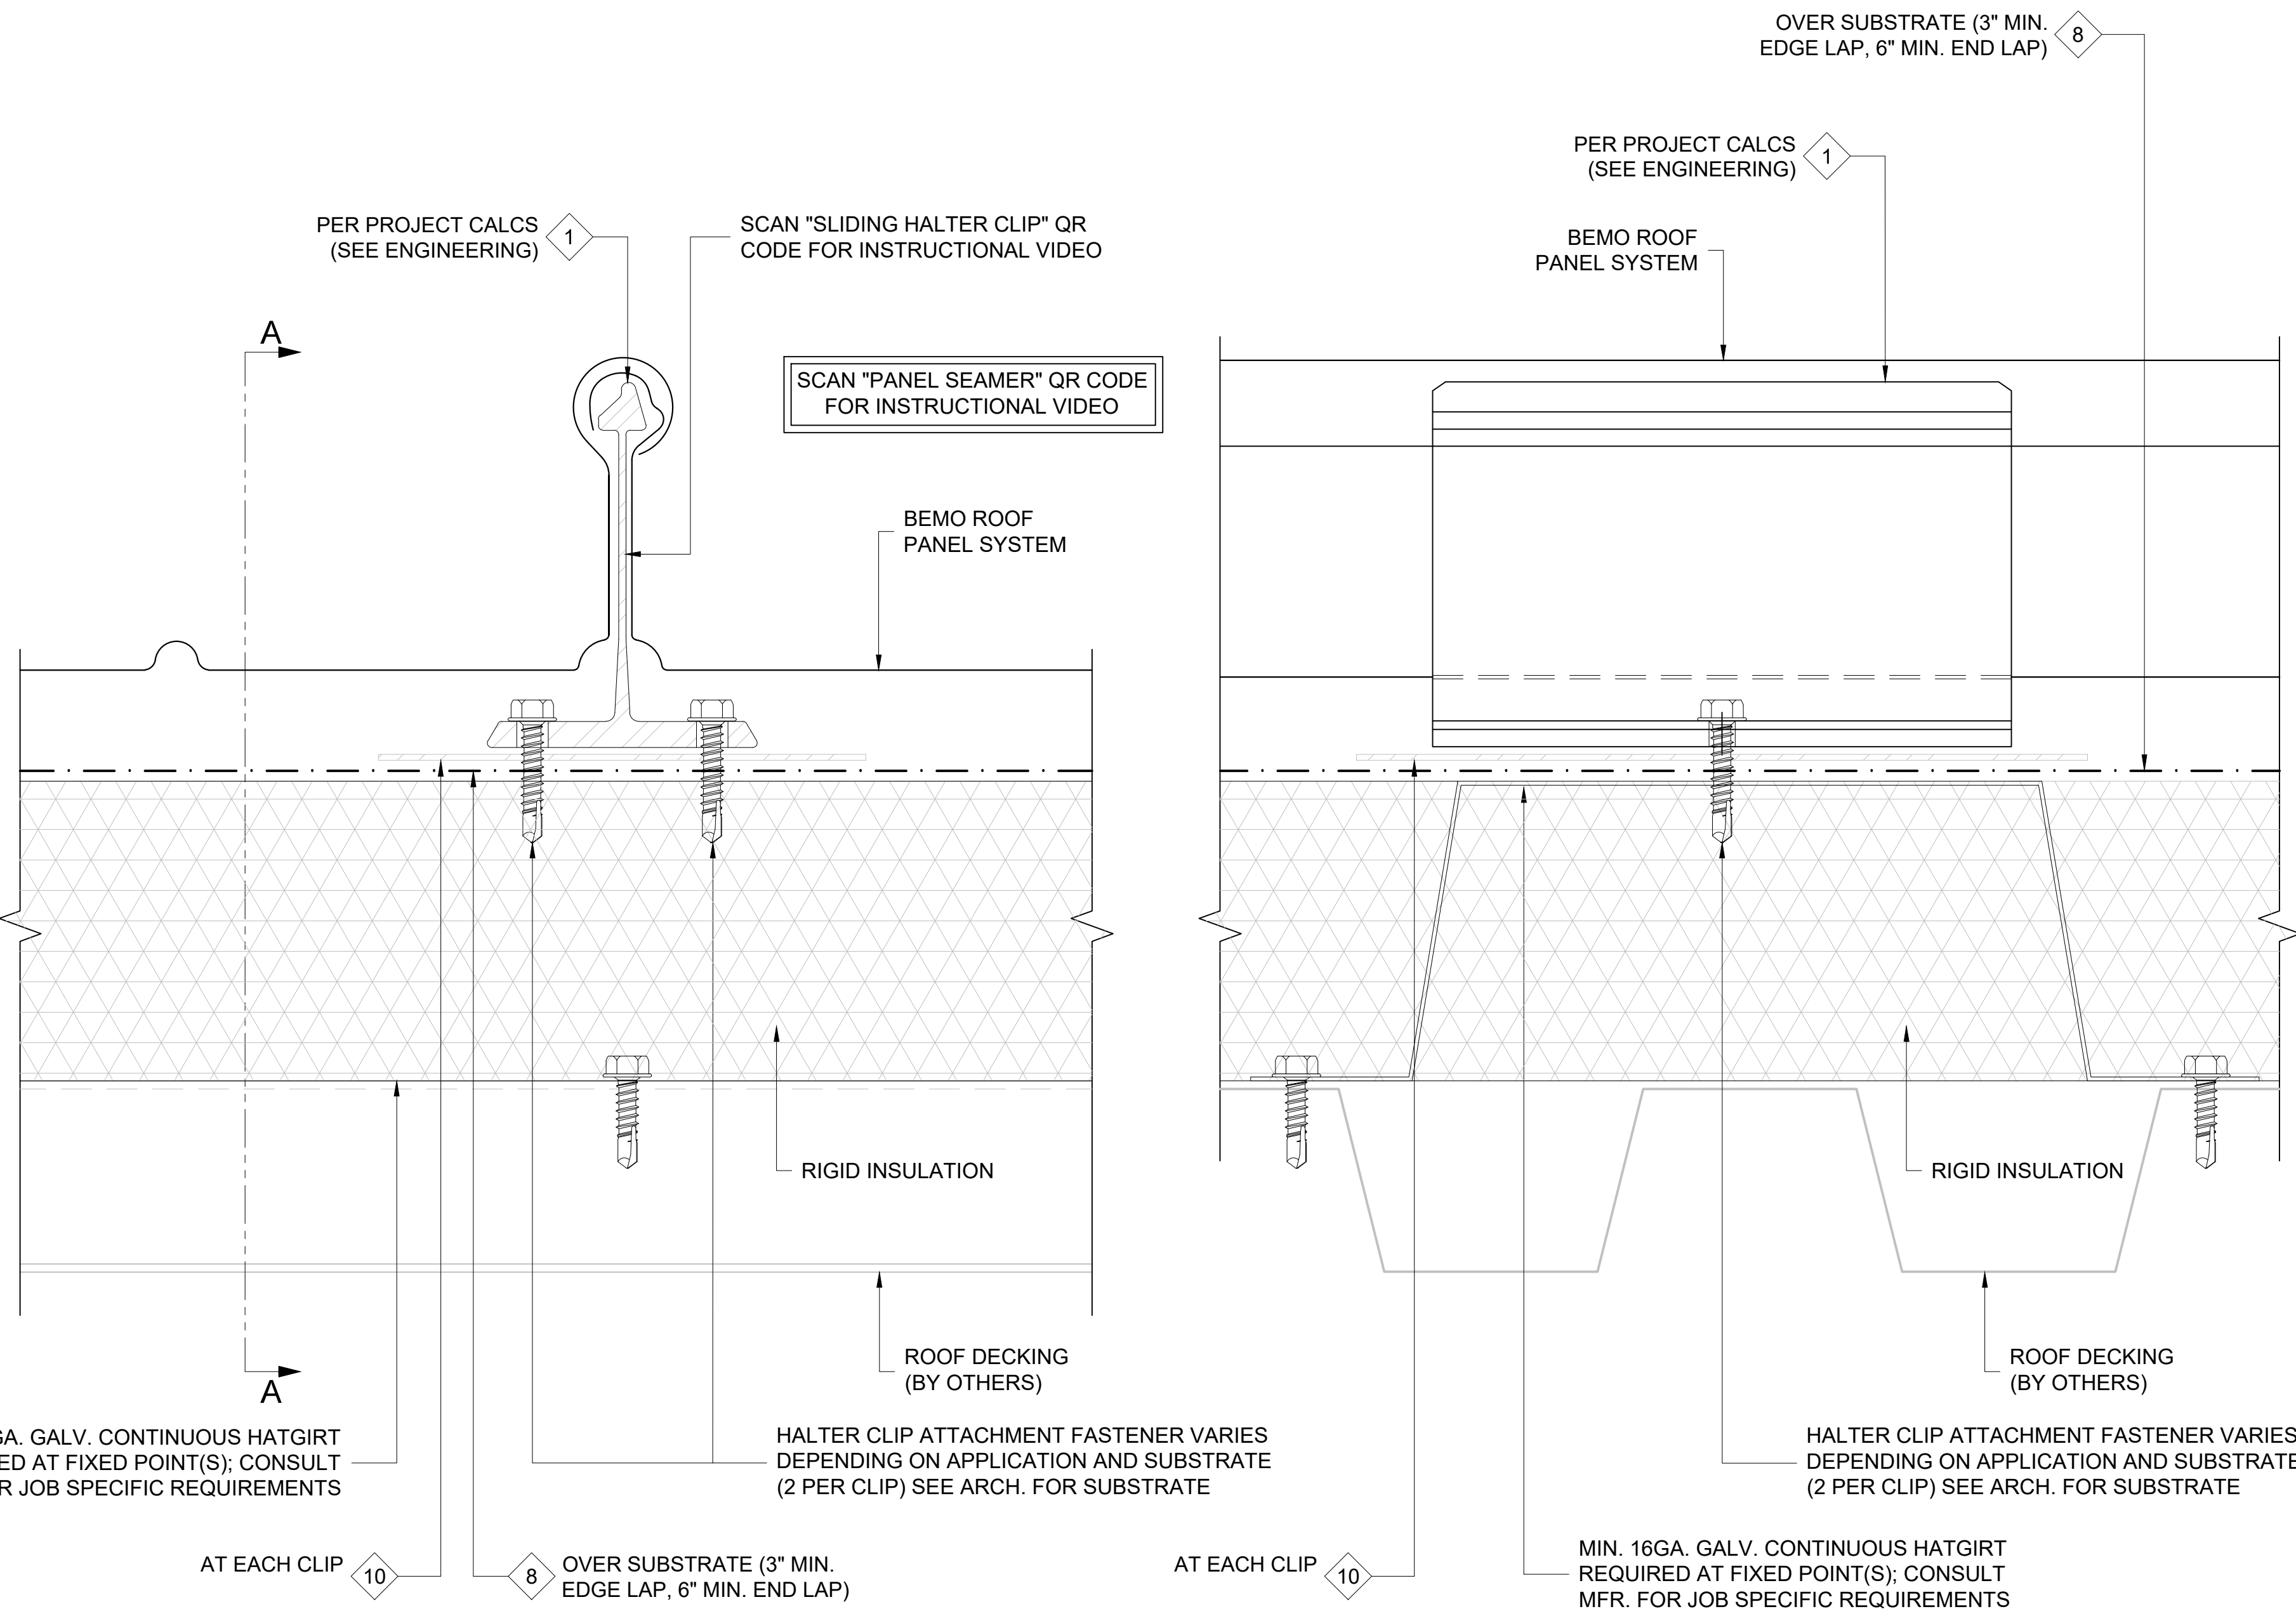 OVER SUBSTRATE (3" MIN.
EDGE LAP, 6" MIN. END LAP)
8
PER PROJECT CALCS
(SEE ENGINEERING)
1
BEMO ROOF
PANEL SYSTEM
PER PROJECT CALCS
(SEE ENGINEERING)
1
SCAN "SLIDING HALTER CLIP" QR
CODE FOR INSTRUCTIONAL VIDEO
A
SCAN "PANEL SEAMER" QR CODE
FOR INSTRUCTIONAL VIDEO
BEMO ROOF
PANEL SYSTEM
RIGID INSULATION
RIGID INSULATION
ROOF DECKING
(BY OTHERS)
ROOF DECKING
(BY OTHERS)
A
GA. GALV. CONTINUOUS HATGIRT
ED AT FIXED POINT(S); CONSULT
R JOB SPECIFIC REQUIREMENTS
HALTER CLIP ATTACHMENT FASTENER VARIES
DEPENDING ON APPLICATION AND SUBSTRATE
(2 PER CLIP) SEE ARCH. FOR SUBSTRATE
HALTER CLIP ATTACHMENT FASTENER VARIES
DEPENDING ON APPLICATION AND SUBSTRATE
(2 PER CLIP) SEE ARCH. FOR SUBSTRATE
AT EACH CLIP
10
8
OVER SUBSTRATE (3" MIN.
EDGE LAP, 6" MIN. END LAP)
AT EACH CLIP
10
MIN. 16GA. GALV. CONTINUOUS HATGIRT
REQUIRED AT FIXED POINT(S); CONSULT
MFR. FOR JOB SPECIFIC REQUIREMENTS